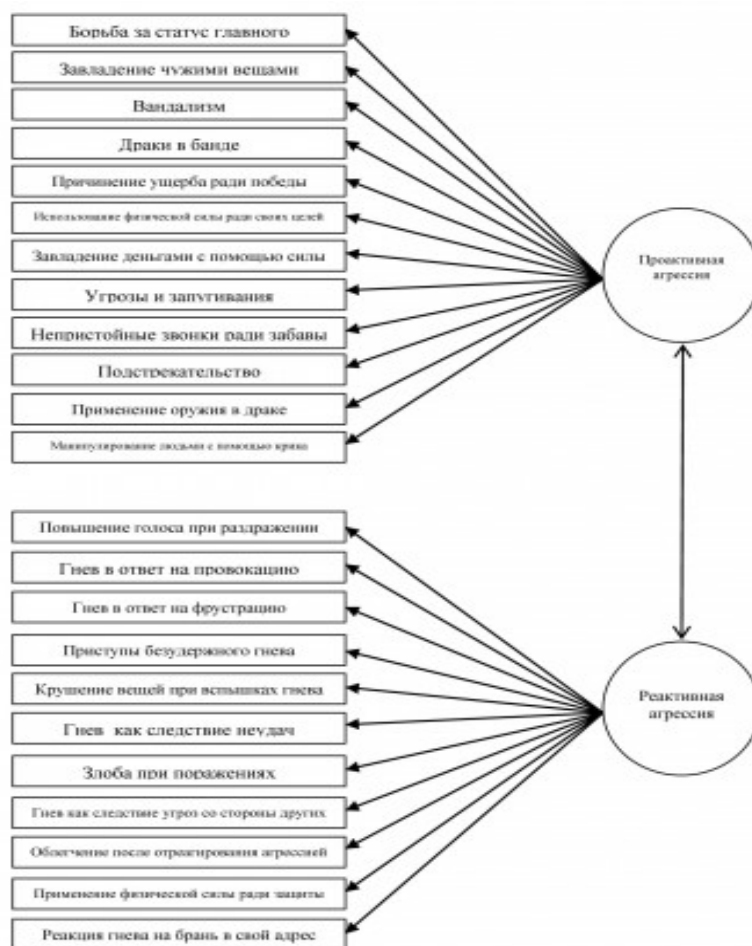 Борьба за статус главного
Завладение чужими вещами
Вандализм
Драки в банде
Причинение ущерба ради победы
Использование физической силы ради своих целей
Завладение деньгами с помощью силы
Угрозы и запугивания
Непристойные звонки ради забавы
Подстрекательство
Применение оружия в драке
Манипулирование людьми с помощью крика
Проактивная
агрессия
Повышение голоса при раздражении
Гнев в ответ на провокацию
Гнев в ответ на фрустрацию
Приступы безудержного гнева
Крушение вещей при вспышках гнева
Гнев как следствие неудач
Злоба при поражениях
Гнев как следствие угроз со стороны других
Облегчение после отреагирования агрессией
Применение физической силы ради защиты
Реакция гнева на брань в свой адрес
Реактивная
агрессия